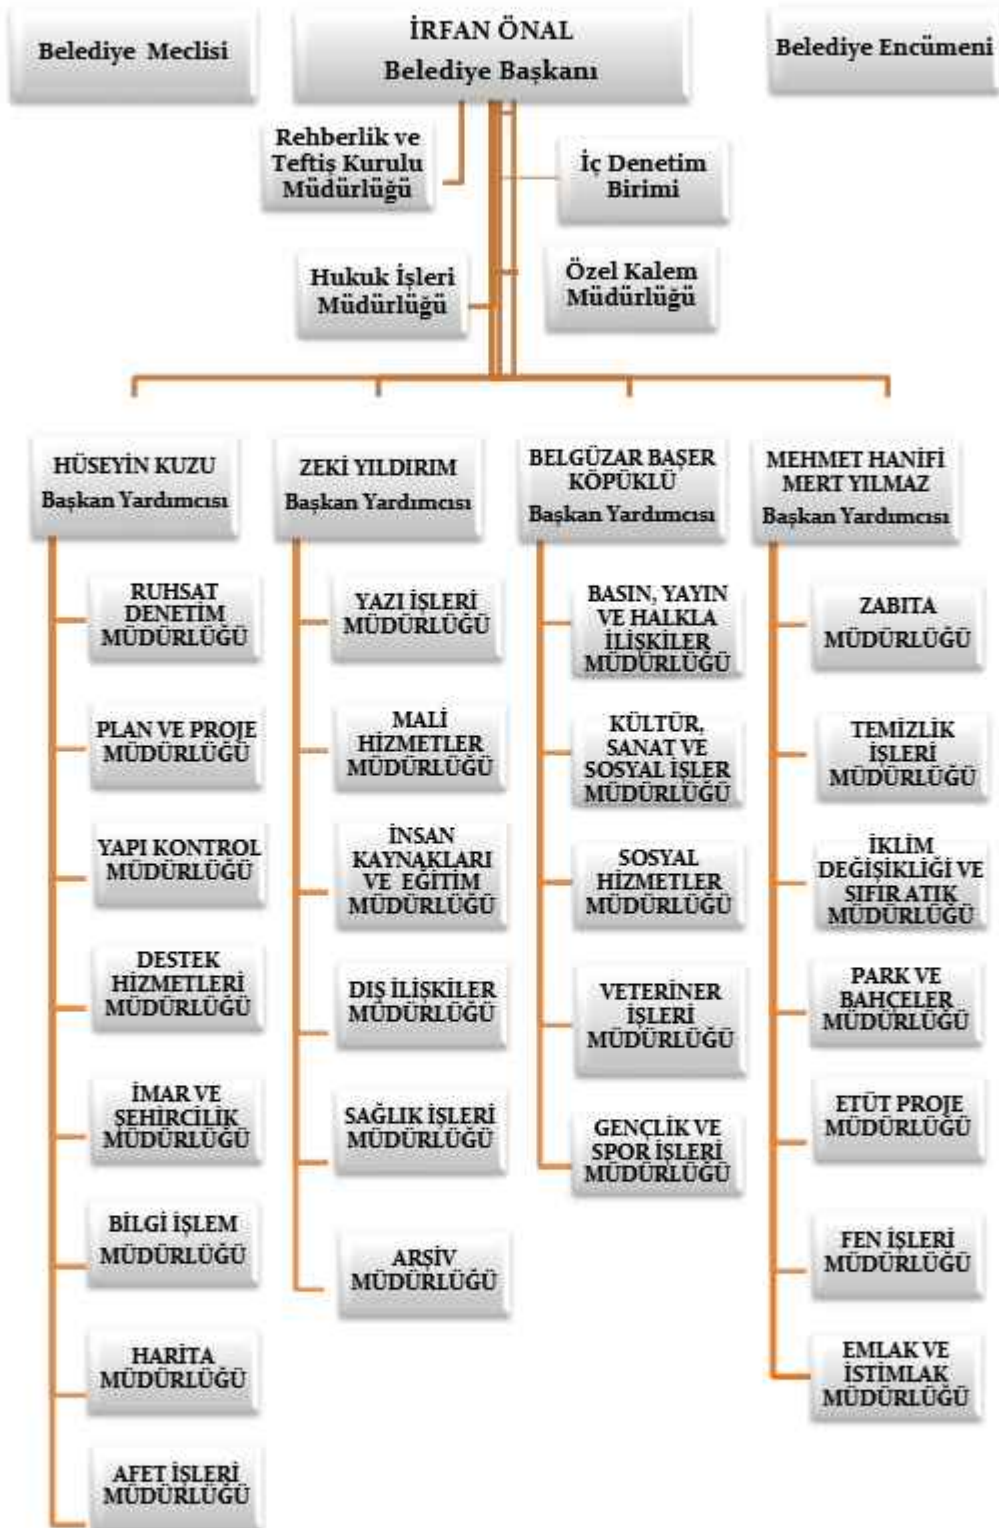 Belediye Meclisi
İRFAN ÖNAL
Belediye Başkanı
Belediye Encümeni
Rehberlik ve
Teftiş Kurulu
Müdürlüğü
İç Denetim
Birimi
Hukuk İşleri
Müdürlüğü
Özel Kalem
Müdürlüğü
HÜSEYİN KUZU
Başkan Yardımcısı
RUHSAT
DENETİM
MÜDÜRLÜĞÜ
PLAN VE PROJE
MÜDÜRLÜĞÜ
YAPI KONTROL
MÜDÜRLÜĞÜ
DESTEK
HİZMETLERİ
MÜDÜRLÜĞÜ
İMAR VE
ŞEHİRCİLİK
MÜDÜRLÜĞÜ
BİLGİ İŞLEM
MÜDÜRLÜĞÜ
HARİTA
MÜDÜRLÜĞÜ
AFET İŞLERİ
MÜDÜRLÜĞÜ
ZEKİ YILDIRIM
Başkan Yardımcısı
YAZI İŞLERİ
MÜDÜRLÜĞÜ
MALİ
HİZMETLER
MÜDÜRLÜĞÜ
İNSAN
KAYNAKLARI
VE EĞİTİM
MÜDÜRLÜĞÜ
DIŞ İLİŞKİLER
MÜDÜRLÜĞÜ
SAĞLIK İŞLERİ
MÜDÜRLÜĞÜ
ARŞİV
MÜDÜRLÜĞÜ
BELGÜZAR BAŞER
KÖPÜKLÜ
Başkan Yardımcısı
BASIN, YAYIN
VE HALKLA
İLİŞKİLER
MÜDÜRLÜĞÜ
KÜLTÜR,
SANAT VE
SOSYAL İŞLER
MÜDÜRLÜĞÜ
SOSYAL
HİZMETLER
MÜDÜRLÜĞÜ
VETERİNER
İŞLERİ
MÜDÜRLÜĞÜ
GENÇLİK VE
SPOR İŞLERİ
MÜDÜRLÜĞÜ
MEHMET HANİFİ
MERT YILMAZ
Başkan Yardımcısı
ZABITA
MÜDÜRLÜĞÜ
TEMİZLİK
İŞLERİ
MÜDÜRLÜĞÜ
İKLİM
DEĞİŞİKLİĞİ VE
SIFIR ATIK
MÜDÜRLÜĞÜ
PARK VE
BAHÇELER
MÜDÜRLÜĞÜ
ETÜT PROJE
MÜDÜRLÜĞÜ
FEN İŞLERİ
MÜDÜRLÜĞÜ
EMLAK VE
İSTİMLAK
MÜDÜRLÜĞÜ